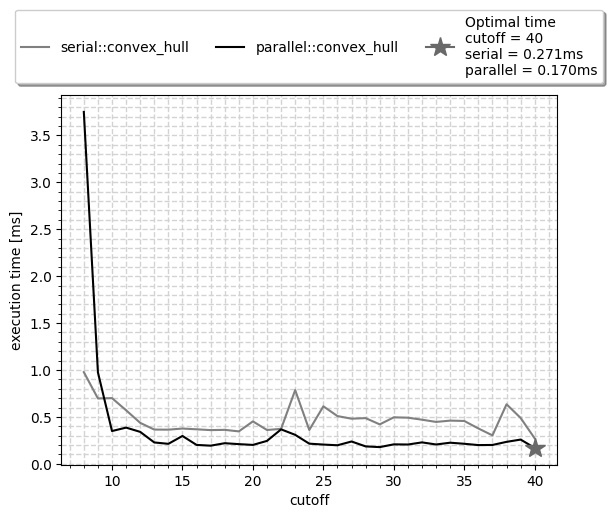 serial::convex_hull
parallel::convex_hull
Optimal time
cutoff = 40
serial = 0.271ms
parallel = 0.170ms
execution time [ms]
3.5
3.0
2.5
2.0
1.5
1.0
0.5
0.0
10
15
20
25
30
35
40
cutoff